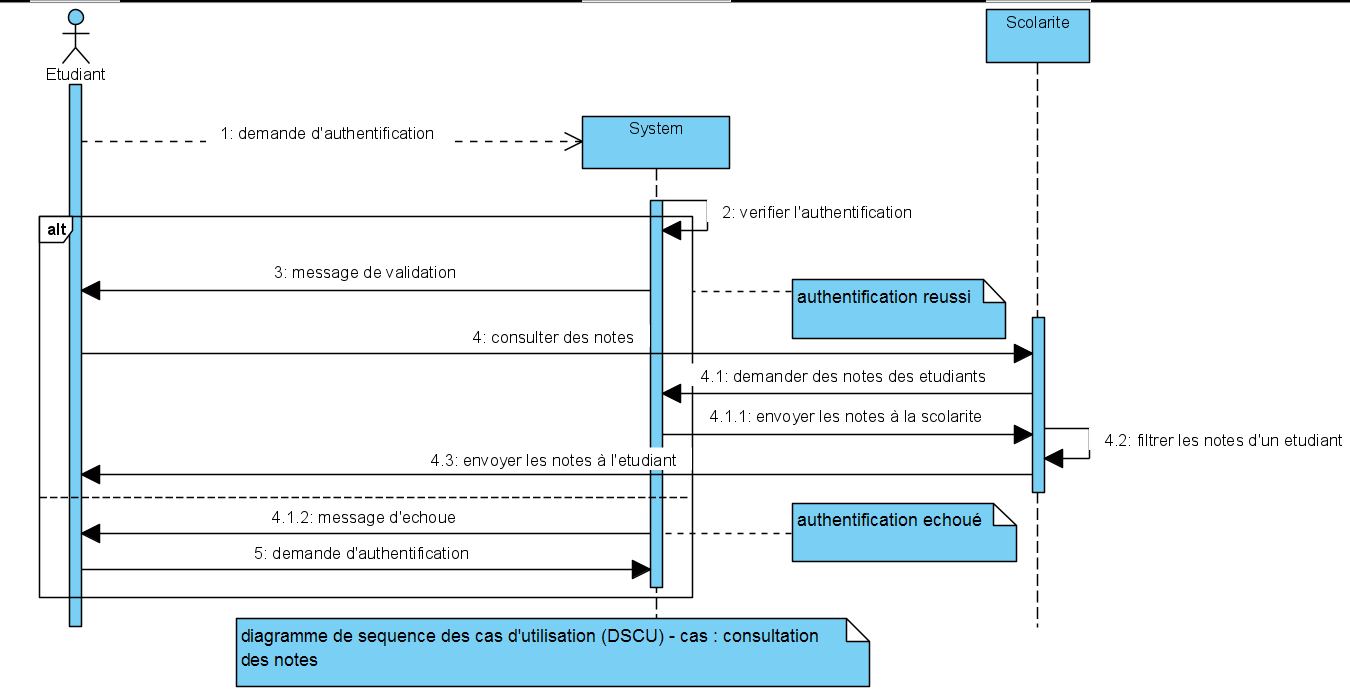 Etudiant
Scolarite
System
1: demande d'authentification
2: verifier l'authentification
alt
3: message de validation
authentification reussi
4: consulter des notes
4.1: demander des notes des etudiants
4.1.1: envoyer les notes à la scolarite
4.2: filtrer les notes d'un etudiant
4.3: envoyer les notes à l'etudiant
4.1.2: message d'echoue
authentification echoué
5: demande d'authentification
diagramme de sequence des cas d'utilisation (DSCU) - cas : consultation
des notes